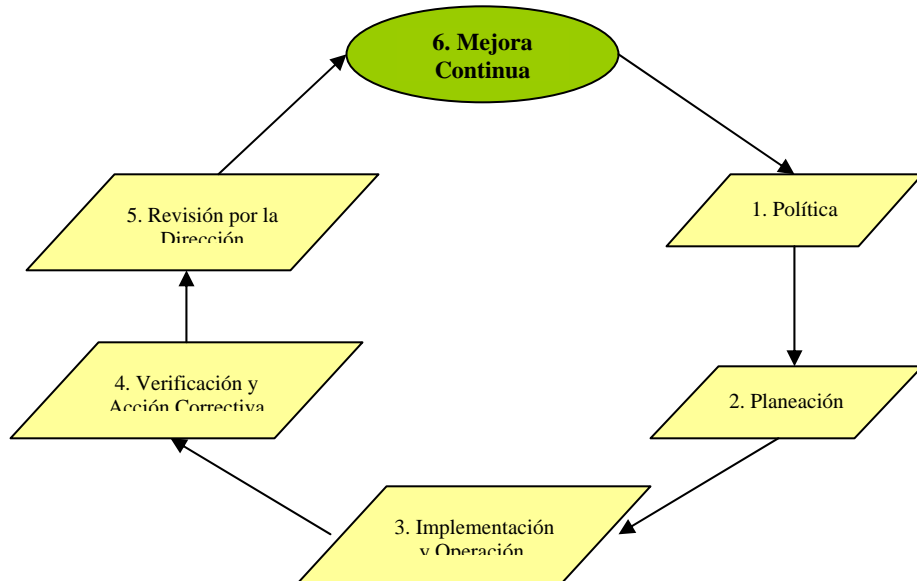 6. Mejora
Continua
1. Política
2. Planeación
3. Implementación
y Operación
4. Verificación y
Acción Correctiva
5. Revisión por la
Dirección